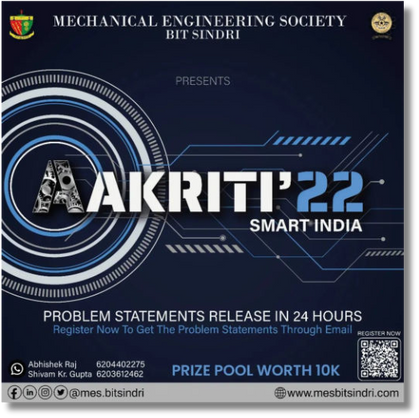 MECHANICAL ENGINEERING SOCIETY
BIT SINDRI
PRESENTS
AAKRITI'22
SMART INDIA
PROBLEM STATEMENTS RELEASE IN 24 HOURS
Register Now To Get The Problem Statements Through Email
REGISTER NOW
Abhishek Raj 6204402275
Shivam Kr. Gupta 6203612462
PRIZE POOL WORTH 10K
@mes.bitsindri
www.mesbitsindri.com